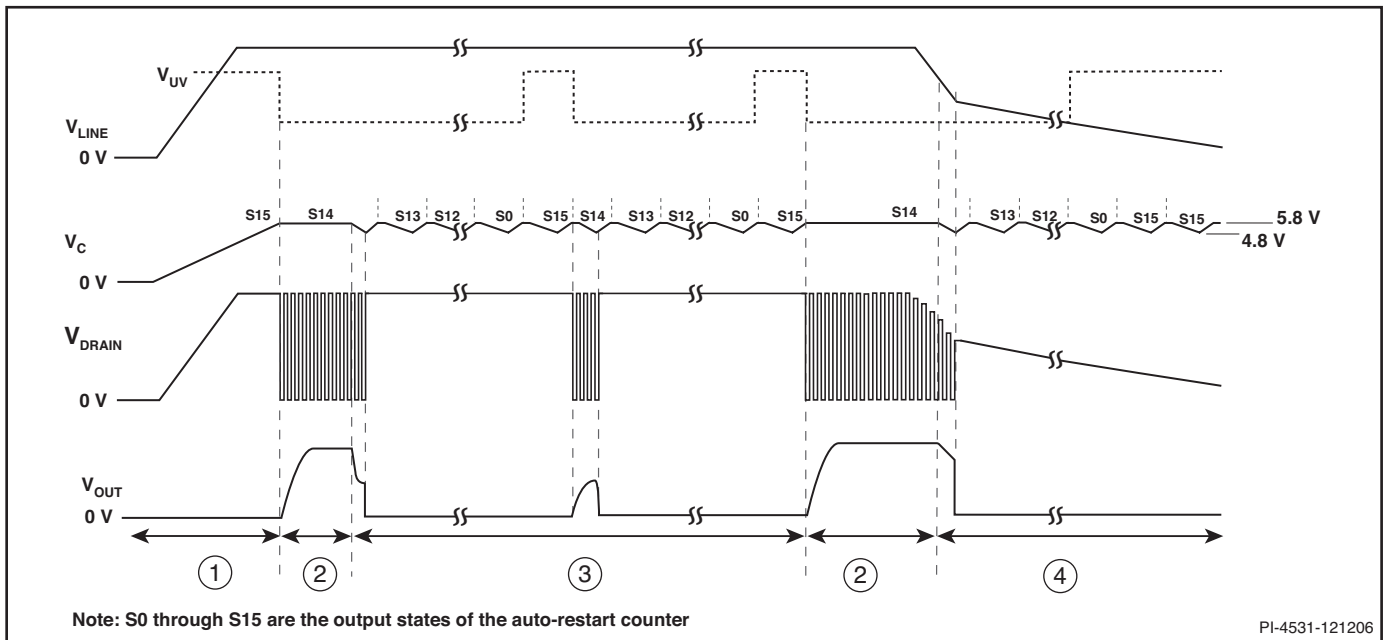 V_UV
V_LINE
0 V
S15 S14 S13 S12 S0 S15 S14 S13 S12 S0 S15 S14 S13 S12 S0 S15 S15
5.8 V
4.8 V
V_C
0 V
V_DRAIN
0 V
V_OUT
0 V
1 2 3 2 4
Note: S0 through S15 are the output states of the auto-restart counter
PI-4531-121206